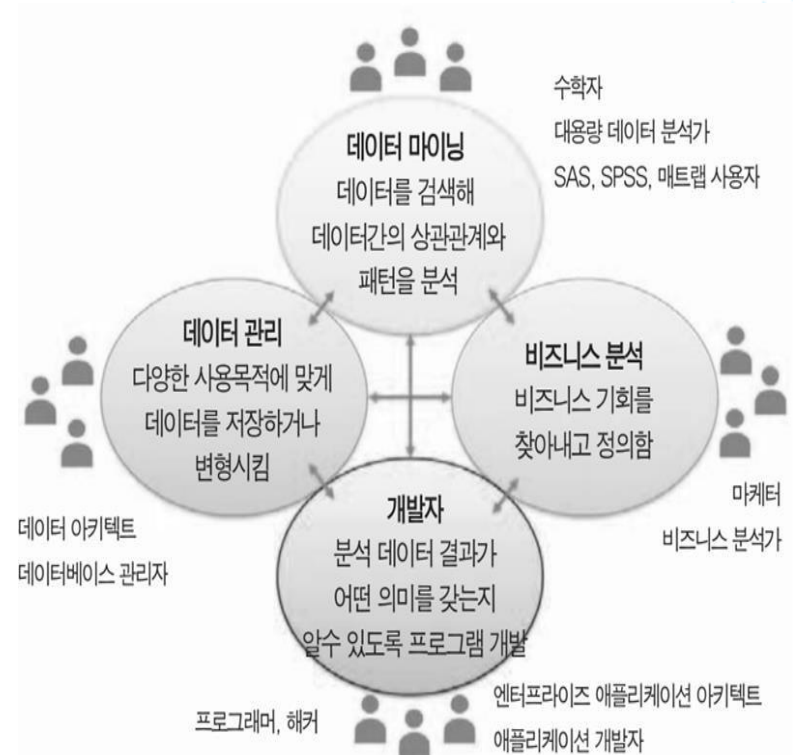 수학자
대용량 데이터 분석가
SAS, SPSS, 매트랩 사용자
데이터 마이닝
데이터를 검색해
데이터간의 상관관계와
패턴을 분석
데이터 관리
다양한 사용목적에 맞게
데이터를 저장하거나
변형시킴
비즈니스 분석
비즈니스 기회를
찾아내고 정의함
데이터 아키텍트
데이터베이스 관리자
마케터
비즈니스 분석가
개발자
분석 데이터 결과가
어떤 의미를 갖는지
알수 있도록 프로그램 개발
프로그래머, 해커
엔터프라이즈 애플리케이션 아키텍트
애플리케이션 개발자